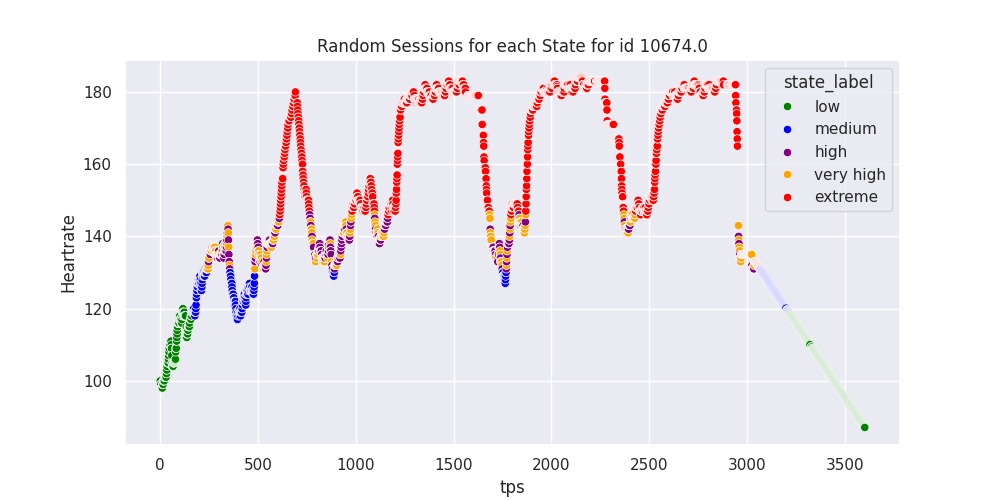 Random Sessions for each State for id 10674.0
Heartrate
180
160
140
120
100
0 500 1000 1500 2000 2500 3000 3500
tps
state_label
low
medium
high
very high
extreme